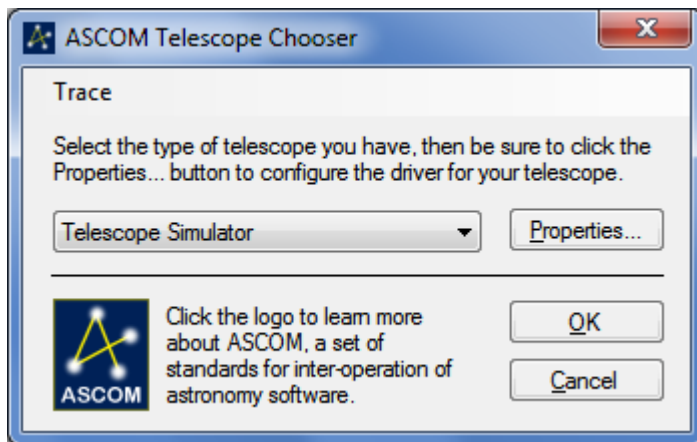 ASCOM Telescope Chooser
x
Trace
Select the type of telescope you have, then be sure to click the
Properties... button to configure the driver for your telescope.
Telescope Simulator
Properties...
Click the logo to learn more
about ASCOM, a set of
standards for inter-operation of
astronomy software.
ASCOM
OK
Cancel